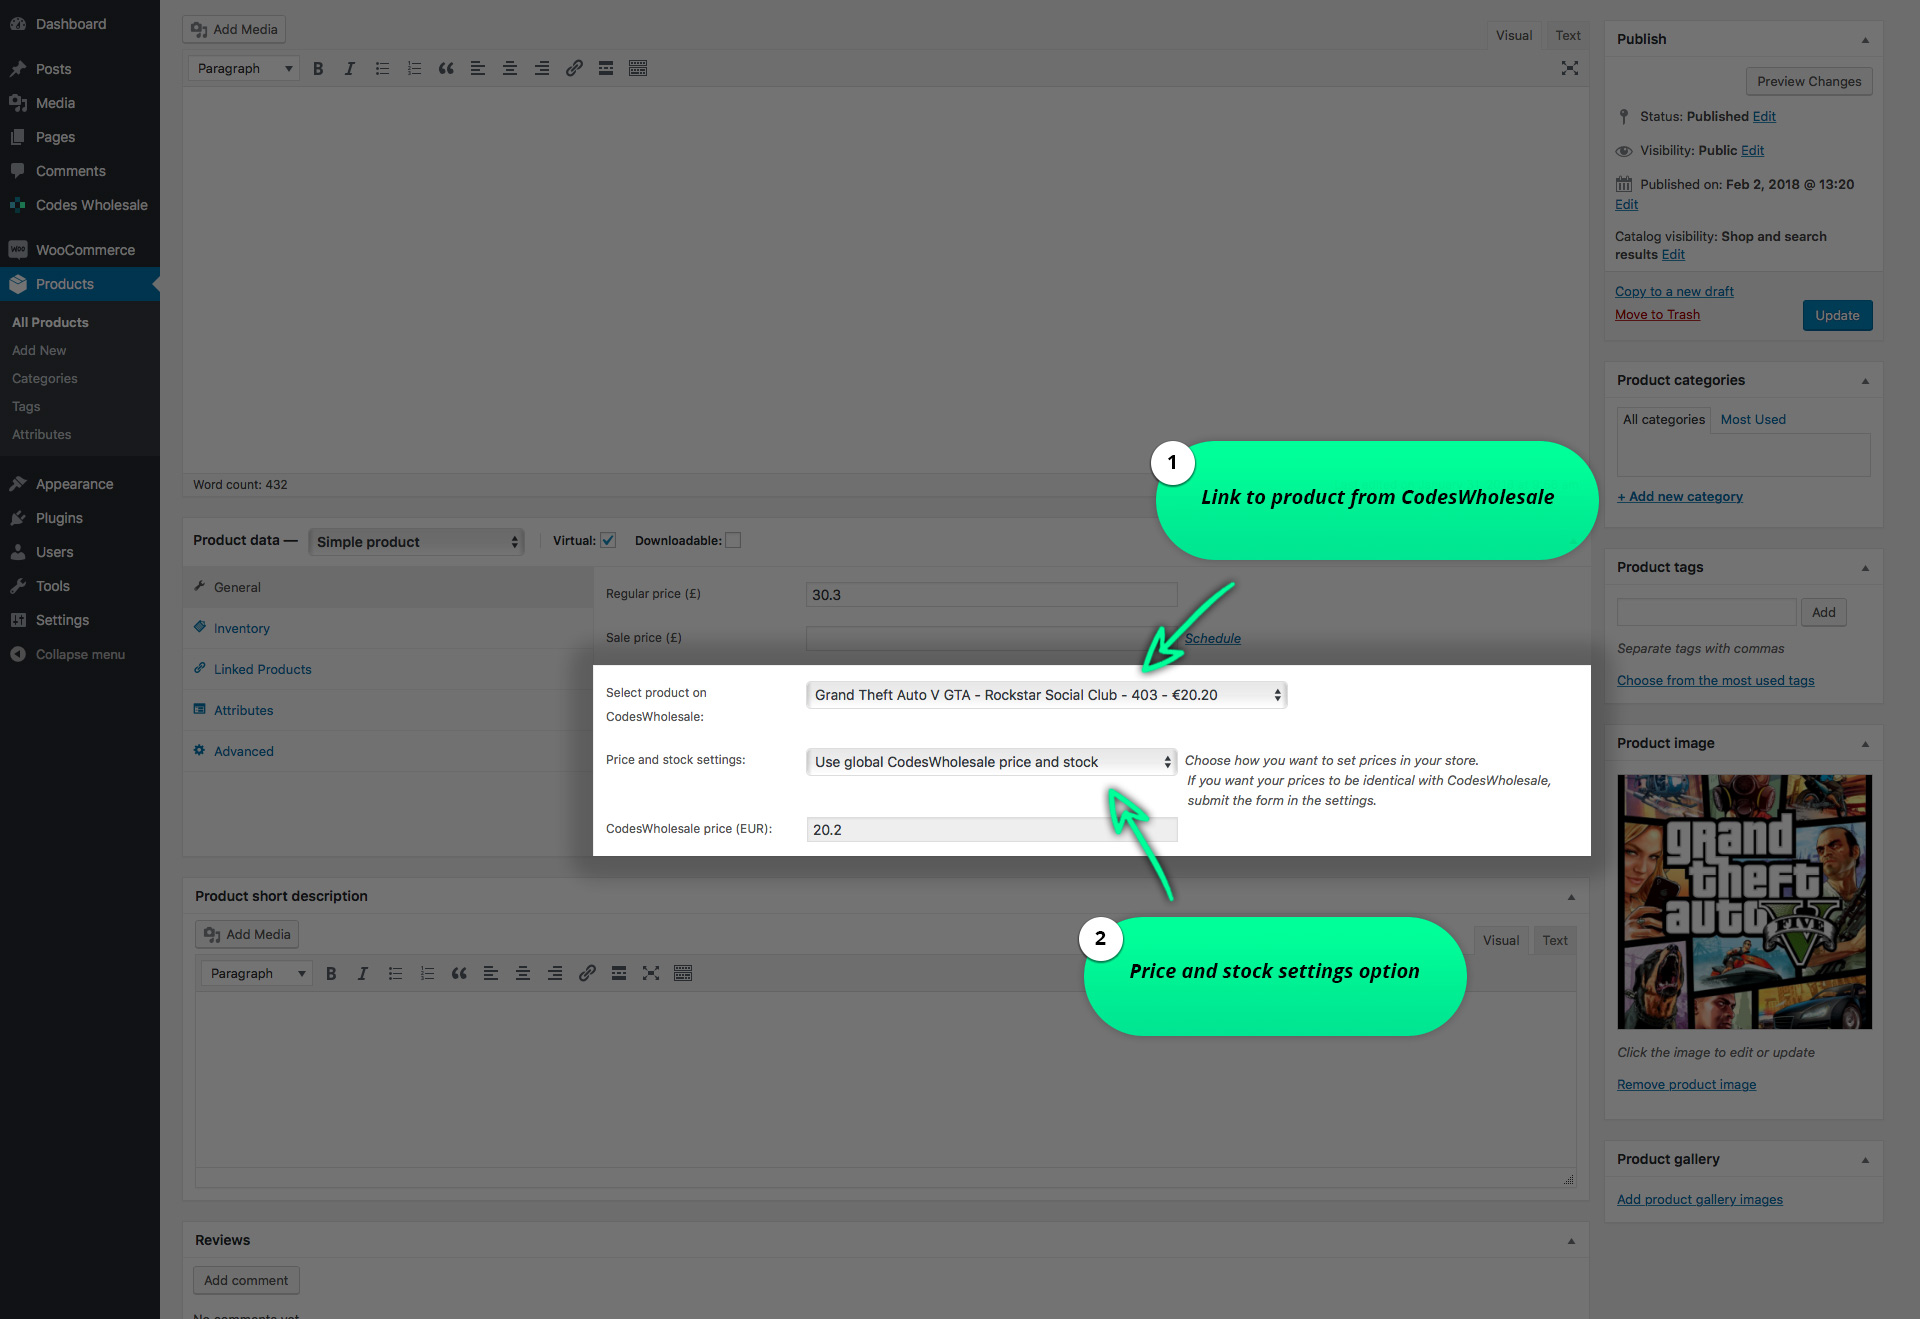 Dashboard
Posts
Media
Pages
Comments
Codes Wholesale
WooCommerce
Products
All Products
Add New
Categories
Tags
Attributes
Appearance
Plugins
Users
Tools
Settings
Collapse menu
Add Media
Visual Text
Paragraph
Word count: 432
Product data — Simple product Virtual: Downloadable:
General
Inventory
Linked Products
Attributes
Advanced
Regular price (£) 30.3
Sale price (£) Schedule
Select product on
CodesWholesale:
Grand Theft Auto V GTA - Rockstar Social Club - 403 - €20.20
Price and stock settings: Use global CodesWholesale price and stock
Choose how you want to set prices in your store.
If you want your prices to be identical with CodesWholesale,
submit the form in the settings.
CodesWholesale price (EUR): 20.2
1
Link to product from CodesWholesale
2
Price and stock settings option
Product short description
Add Media
Visual Text
Paragraph
Reviews
Add comment
No comments yet
Publish
Preview Changes
Status: Published Edit
Visibility: Public Edit
Published on: Feb 2, 2018 @ 13:20
Edit
Catalog visibility: Shop and search
results Edit
Copy to a new draft
Move to Trash
Update
Product categories
All categories Most Used
+ Add new category
Product tags
Add
Separate tags with commas
Choose from the most used tags
Product image
grand
theft
auto V
FIVE
Click the image to edit or update
Remove product image
Product gallery
Add product gallery images